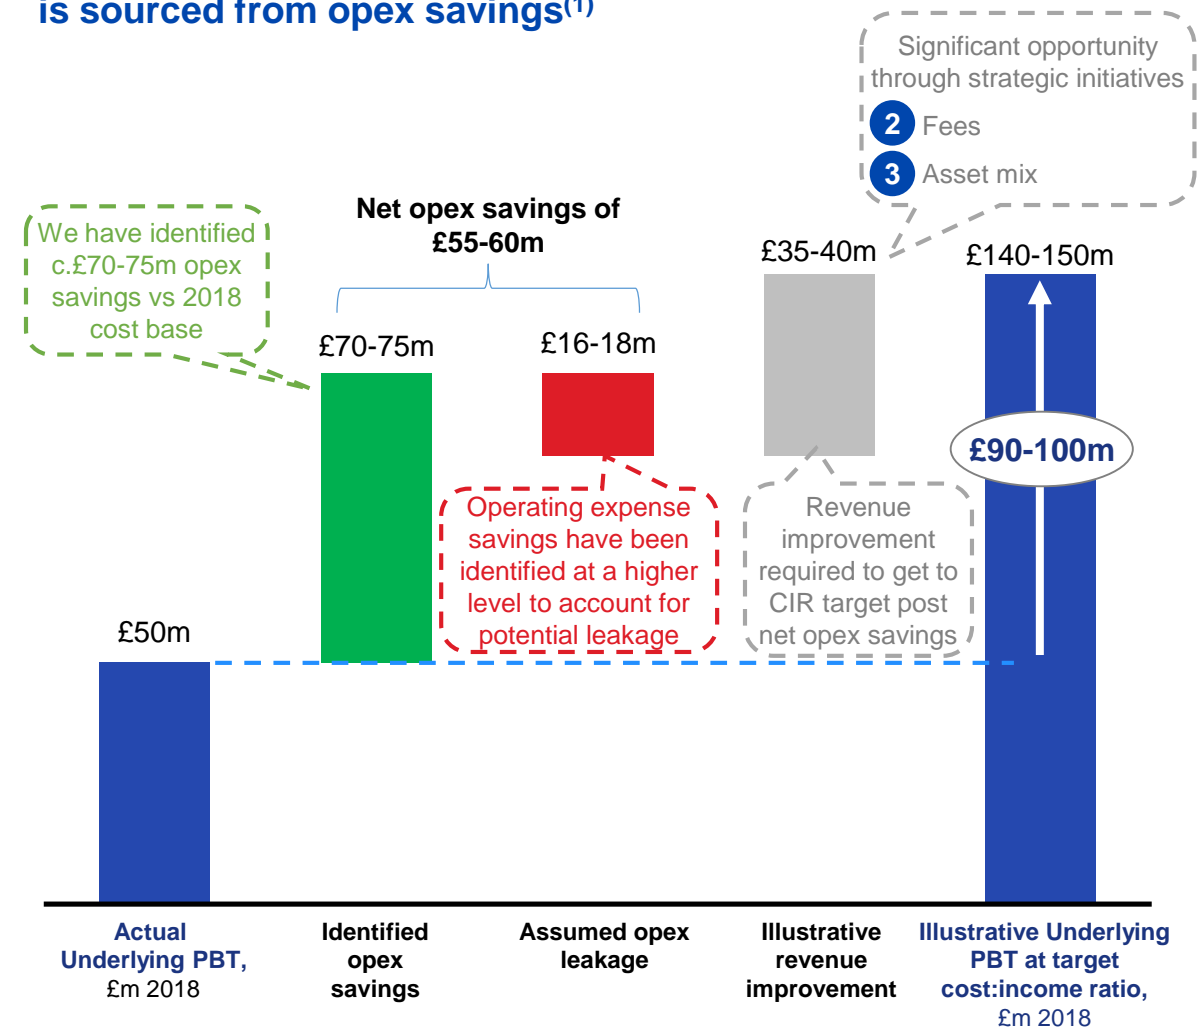 is sourced from opex savings(1)
Significant opportunity
through strategic initiatives
2 Fees
3 Asset mix
Net opex savings of
£55-60m
We have identified
c.£70-75m opex
savings vs 2018
cost base
£35-40m
£140-150m
£70-75m
£16-18m
£90-100m
Operating expense
savings have been
identified at a higher
level to account for
potential leakage
Revenue
improvement
required to get to
CIR target post
net opex savings
£50m
Actual
Underlying PBT,
£m 2018
Identified
opex
savings
Assumed opex
leakage
Illustrative
revenue
improvement
Illustrative Underlying
PBT at target
cost:income ratio,
£m 2018